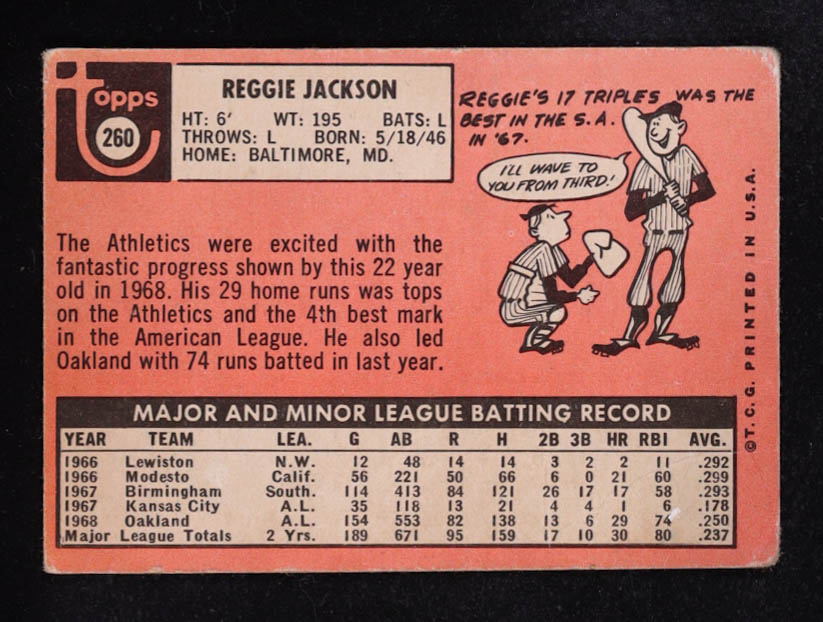 Topps
260
REGGIE JACKSON
HT: 6' WT: 195 BATS: L
THROWS: L BORN: 5/18/46
HOME: BALTIMORE, MD.
REGGIE'S 17 TRIPLES WAS THE
BEST IN THE S.A.
IN '67.
I'LL WAVE TO
YOU FROM THIRD!
The Athletics were excited with the
fantastic progress shown by this 22 year
old in 1968. His 29 home runs was tops
on the Athletics and the 4th best mark
in the American League. He also led
Oakland with 74 runs batted in last year.
©T.C.G. PRINTED IN U.S.A.
MAJOR AND MINOR LEAGUE BATTING RECORD
YEAR TEAM LEA. G AB R H 2B 3B HR RBI AVG.
1966 Lewiston N.W. 12 48 14 14 3 2 2 11 .292
1966 Modesto Calif. 56 221 50 66 6 0 21 60 .299
1967 Birmingham South. 114 413 84 121 26 17 17 58 .293
1967 Kansas City A.L. 35 118 13 21 4 4 1 6 .178
1968 Oakland A.L. 154 553 82 138 13 6 29 74 .250
Major League Totals 2 Yrs. 189 671 95 159 17 10 30 80 .237